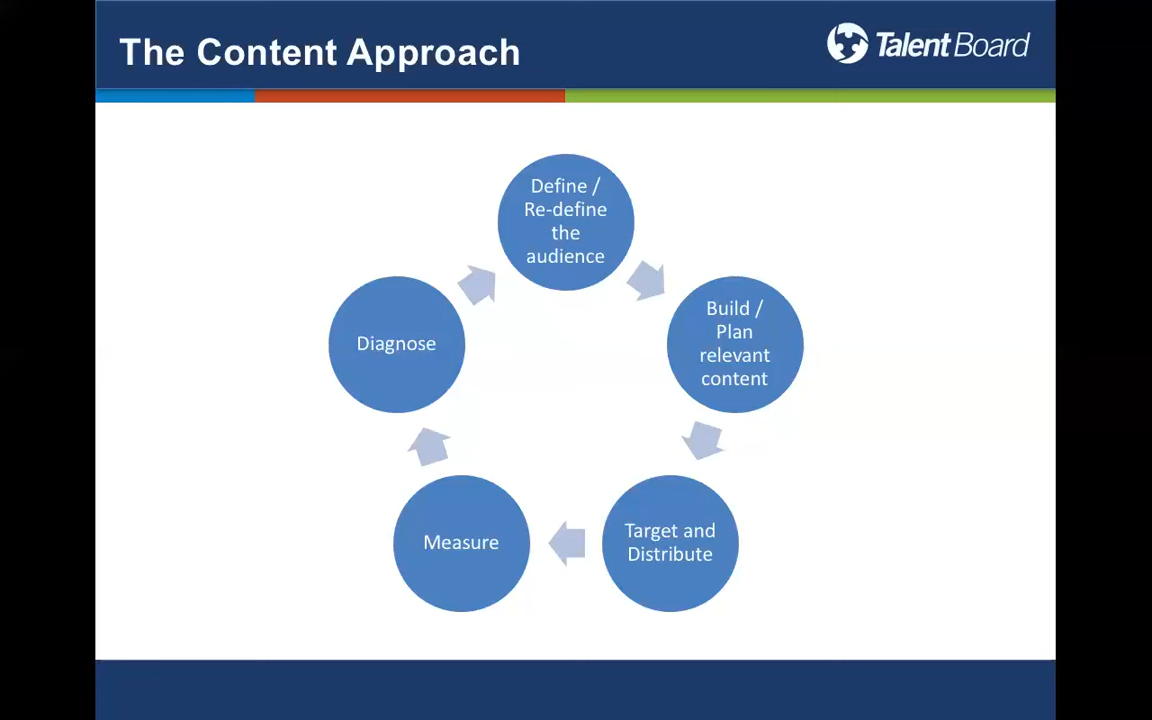 The Content Approach
Talent Board
Define /
Re-define
the
audience
Build /
Plan
relevant
content
Target and
Distribute
Measure
Diagnose